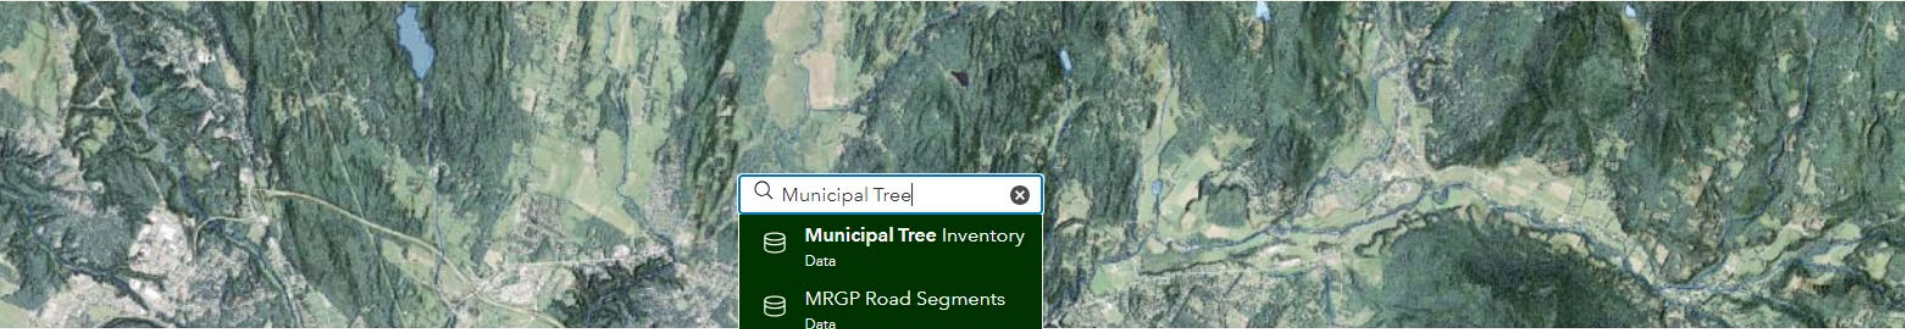 Municipal Tree
Municipal Tree Inventory
Data
MRGP Road Segments
Data